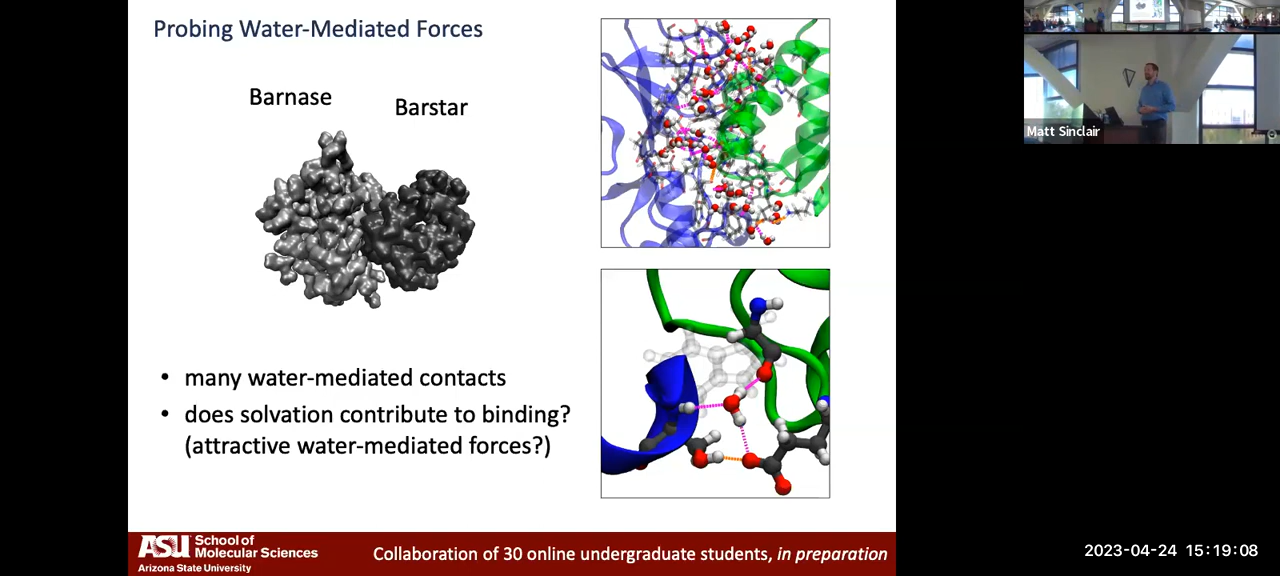 Probing Water-Mediated Forces
Barnase
Barstar
• many water-mediated contacts
• does solvation contribute to binding?
(attractive water-mediated forces?)
ASU School of
Molecular Sciences
Arizona State University
Collaboration of 30 online undergraduate students, in preparation
Matt Sinclair
2023-04-24 15:19:08